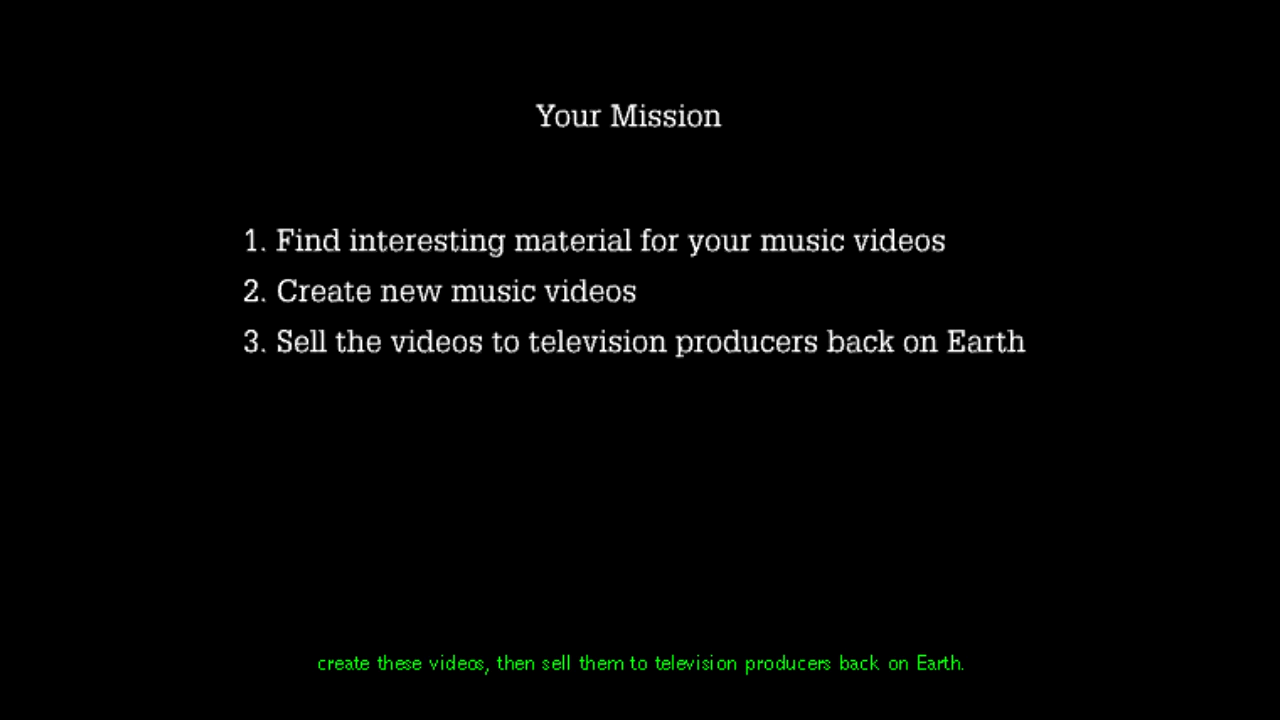 Your Mission
1. Find interesting material for your music videos
2. Create new music videos
3. Sell the videos to television producers back on Earth
create these videos, then sell them to television producers back on Earth.